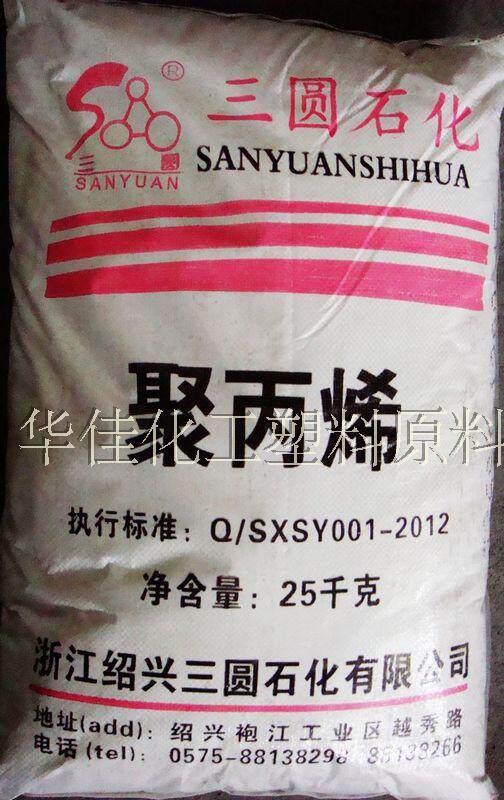 ®
三圆石化
SANYUANSHIHUA
三圆
SANYUAN
聚丙烯
华佳化工塑料原料
执行标准：Q/SXSY001-2012
净含量：25千克
浙江绍兴三圆石化有限公司
地址(add)：绍兴袍江工业区越秀路
电话(tel)：0575-88138298 88138266